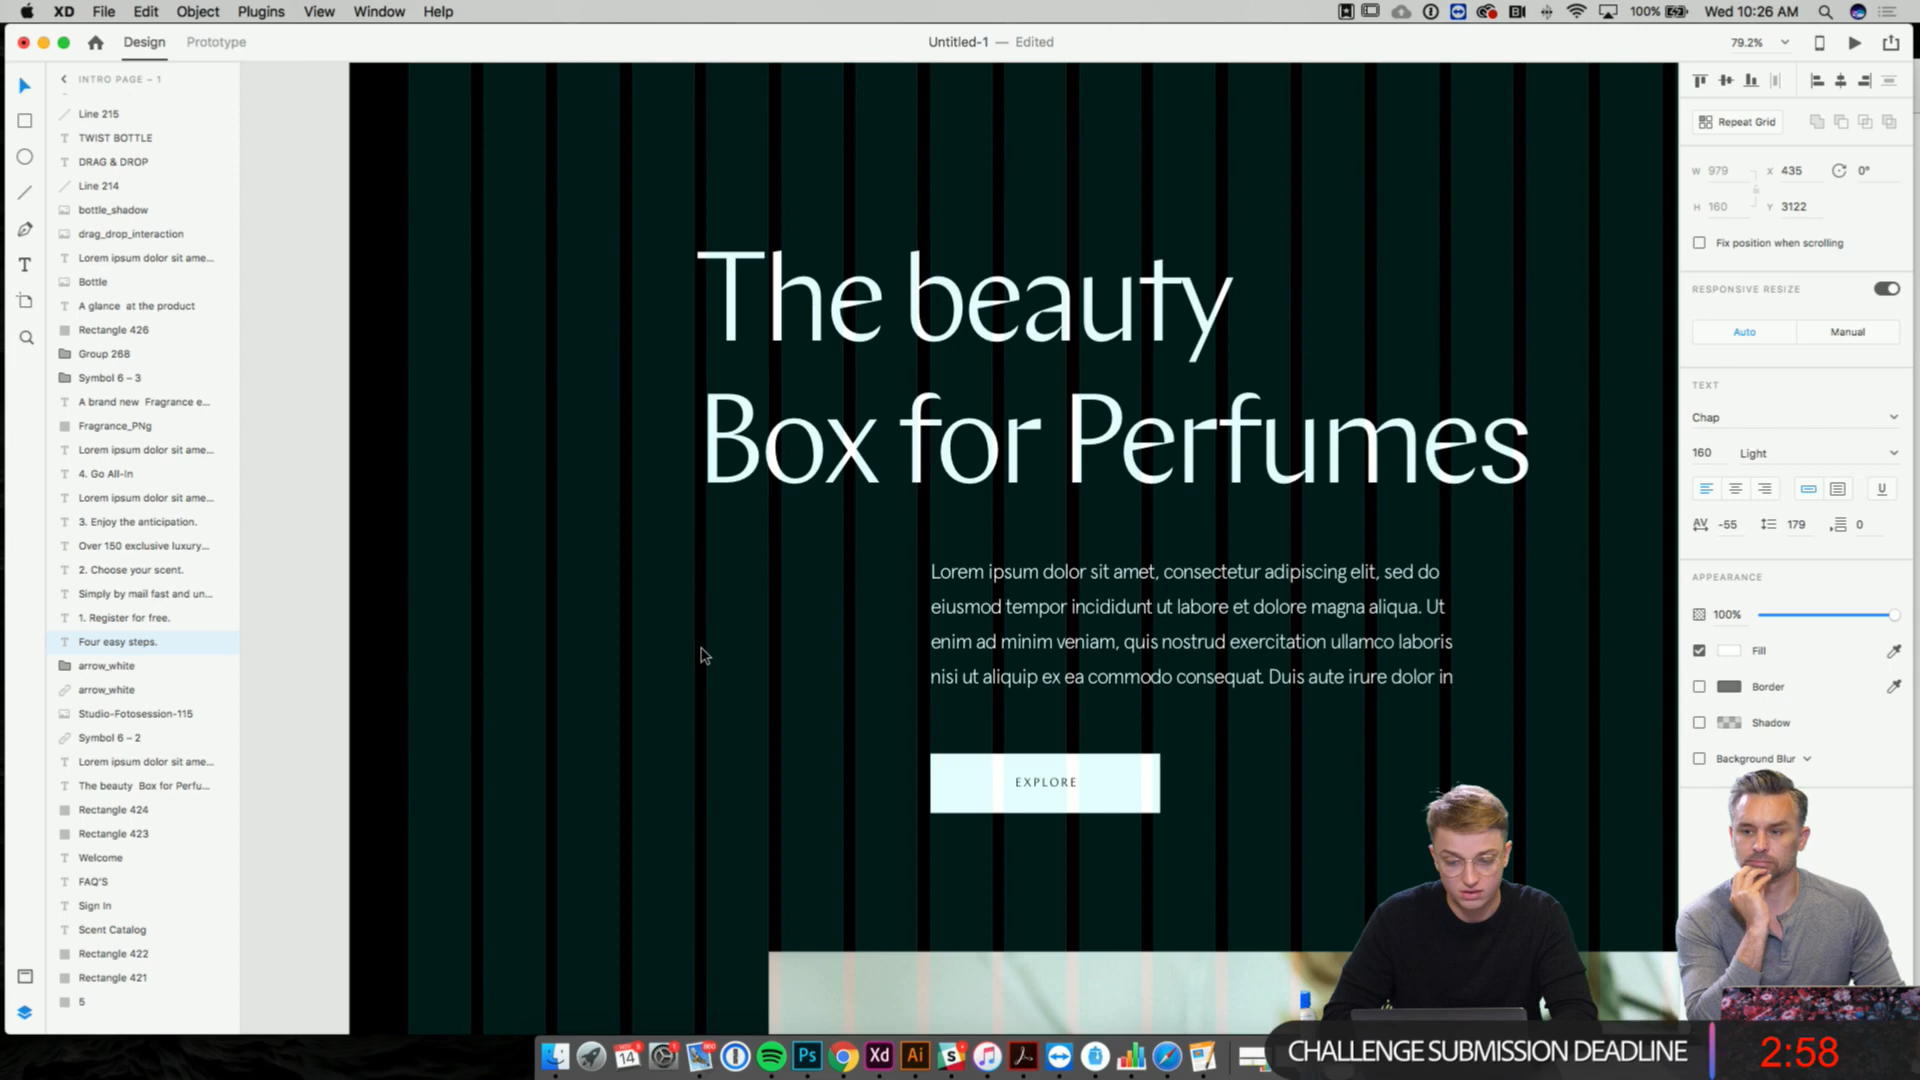 XD File Edit Object Plugins View Window Help
100% Wed 10:26 AM
Design Prototype
Untitled-1 — Edited
79.2%
INTRO PAGE – 1
Line 215
TWIST BOTTLE
DRAG & DROP
Line 214
bottle_shadow
drag_drop_interaction
Lorem ipsum dolor sit ame...
Bottle
A glance at the product
Rectangle 426
Group 268
Symbol 6 – 3
A brand new Fragrance e...
Fragrance_PNg
Lorem ipsum dolor sit ame...
4. Go All-In
Lorem ipsum dolor sit ame...
3. Enjoy the anticipation.
Over 150 exclusive luxury...
2. Choose your scent.
Simply by mail fast and un...
1. Register for free.
Four easy steps.
arrow_white
arrow_white
Studio-Fotosession-115
Symbol 6 – 2
Lorem ipsum dolor sit ame...
The beauty Box for Perfu...
Rectangle 424
Rectangle 423
Welcome
FAQ'S
Sign In
Scent Catalog
Rectangle 422
Rectangle 421
5
The beauty
Box for Perfumes
Lorem ipsum dolor sit amet, consectetur adipiscing elit, sed do
eiusmod tempor incididunt ut labore et dolore magna aliqua. Ut
enim ad minim veniam, quis nostrud exercitation ullamco laboris
nisi ut aliquip ex ea commodo consequat. Duis aute irure dolor in
EXPLORE
Repeat Grid
W 979 X 435 0°
H 160 Y 3122
Fix position when scrolling
RESPONSIVE RESIZE
Auto Manual
TEXT
Chap
160 Light
U
AV -55 179 0
APPEARANCE
100%
Fill
Border
Shadow
Background Blur
14
Ps Xd Ai
CHALLENGE SUBMISSION DEADLINE 2:58